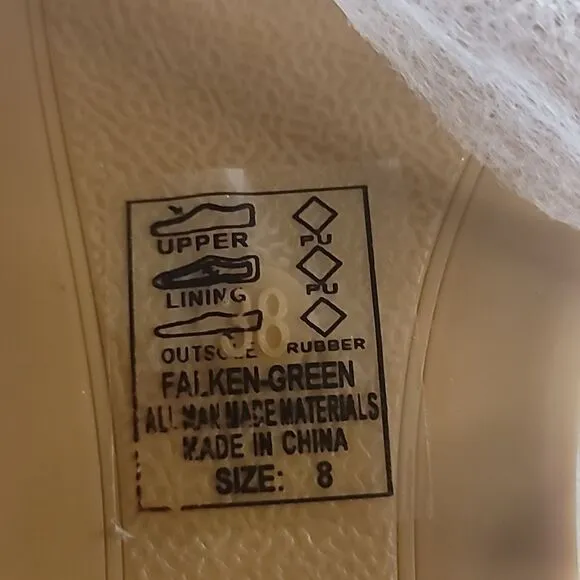 UPPER PU
LINING PU
38
OUTSOLE RUBBER
FALKEN-GREEN
ALL MAN MADE MATERIALS
MADE IN CHINA
SIZE: 8